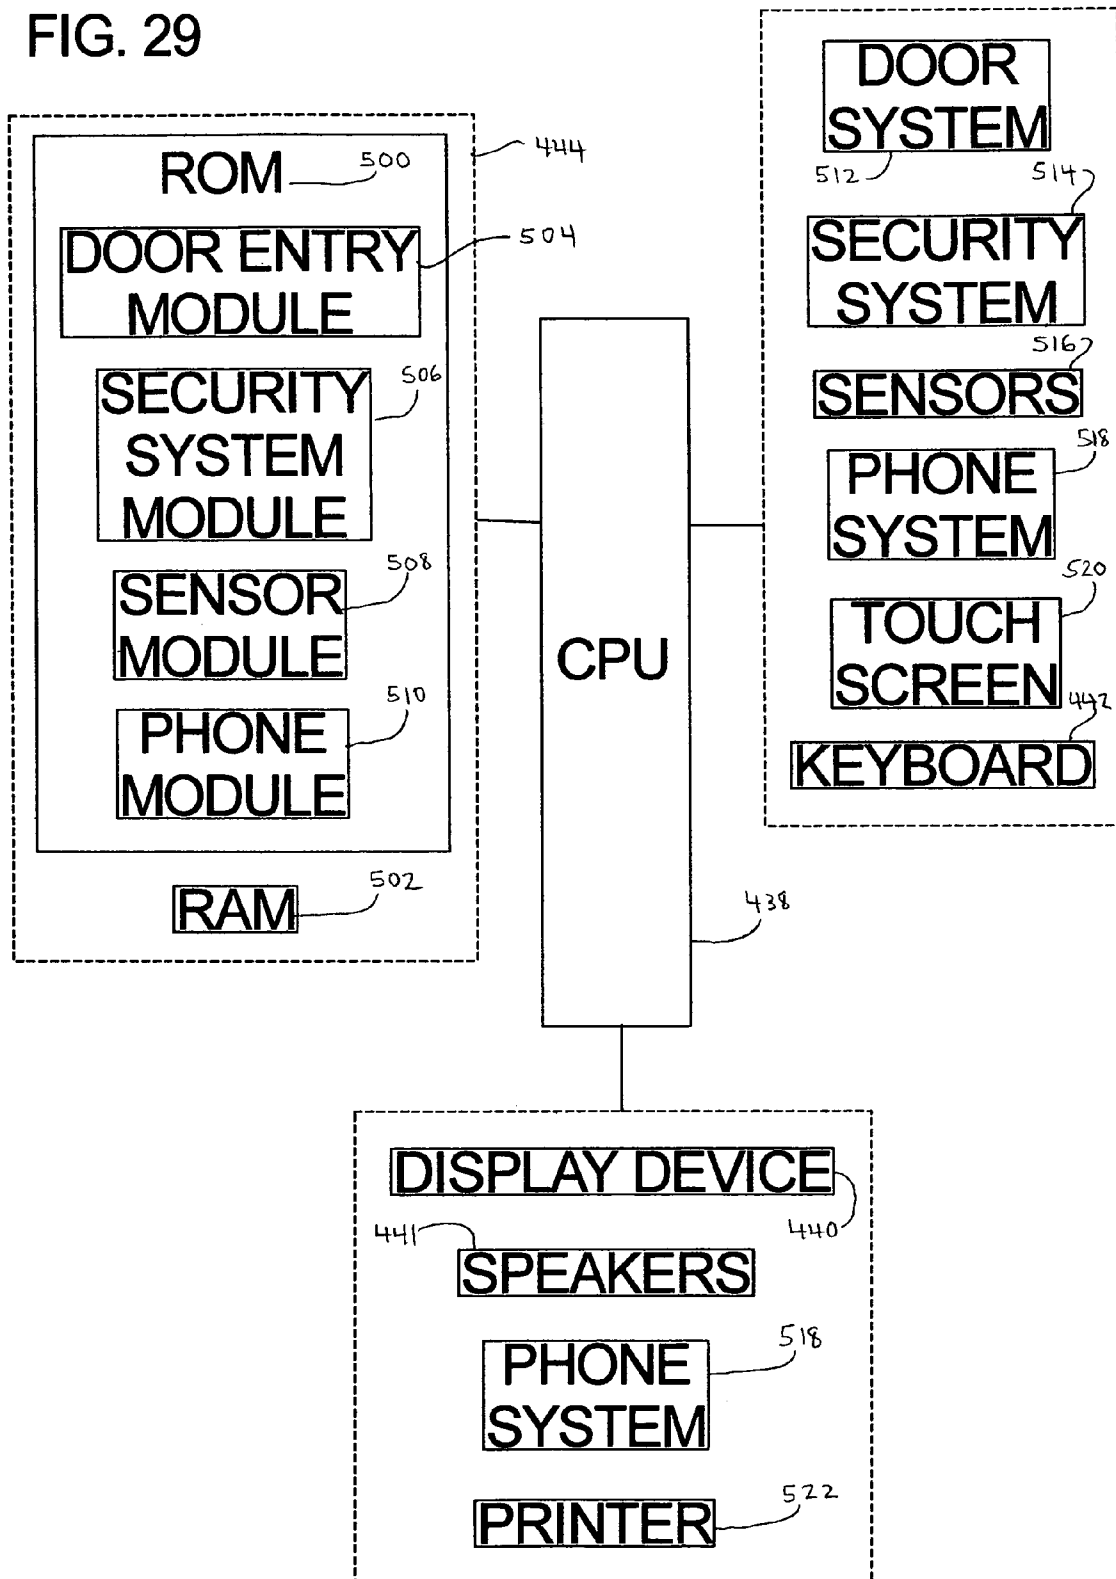 FIG. 29
444
ROM 500
DOOR ENTRY
MODULE
504
SECURITY
SYSTEM
MODULE
506
SENSOR
MODULE
508
PHONE
MODULE
510
RAM
502
CPU
438
DOOR
SYSTEM
512
514
SECURITY
SYSTEM
516
SENSORS
518
PHONE
SYSTEM
520
TOUCH
SCREEN
442
KEYBOARD
DISPLAY DEVICE
440
441
SPEAKERS
518
PHONE
SYSTEM
522
PRINTER